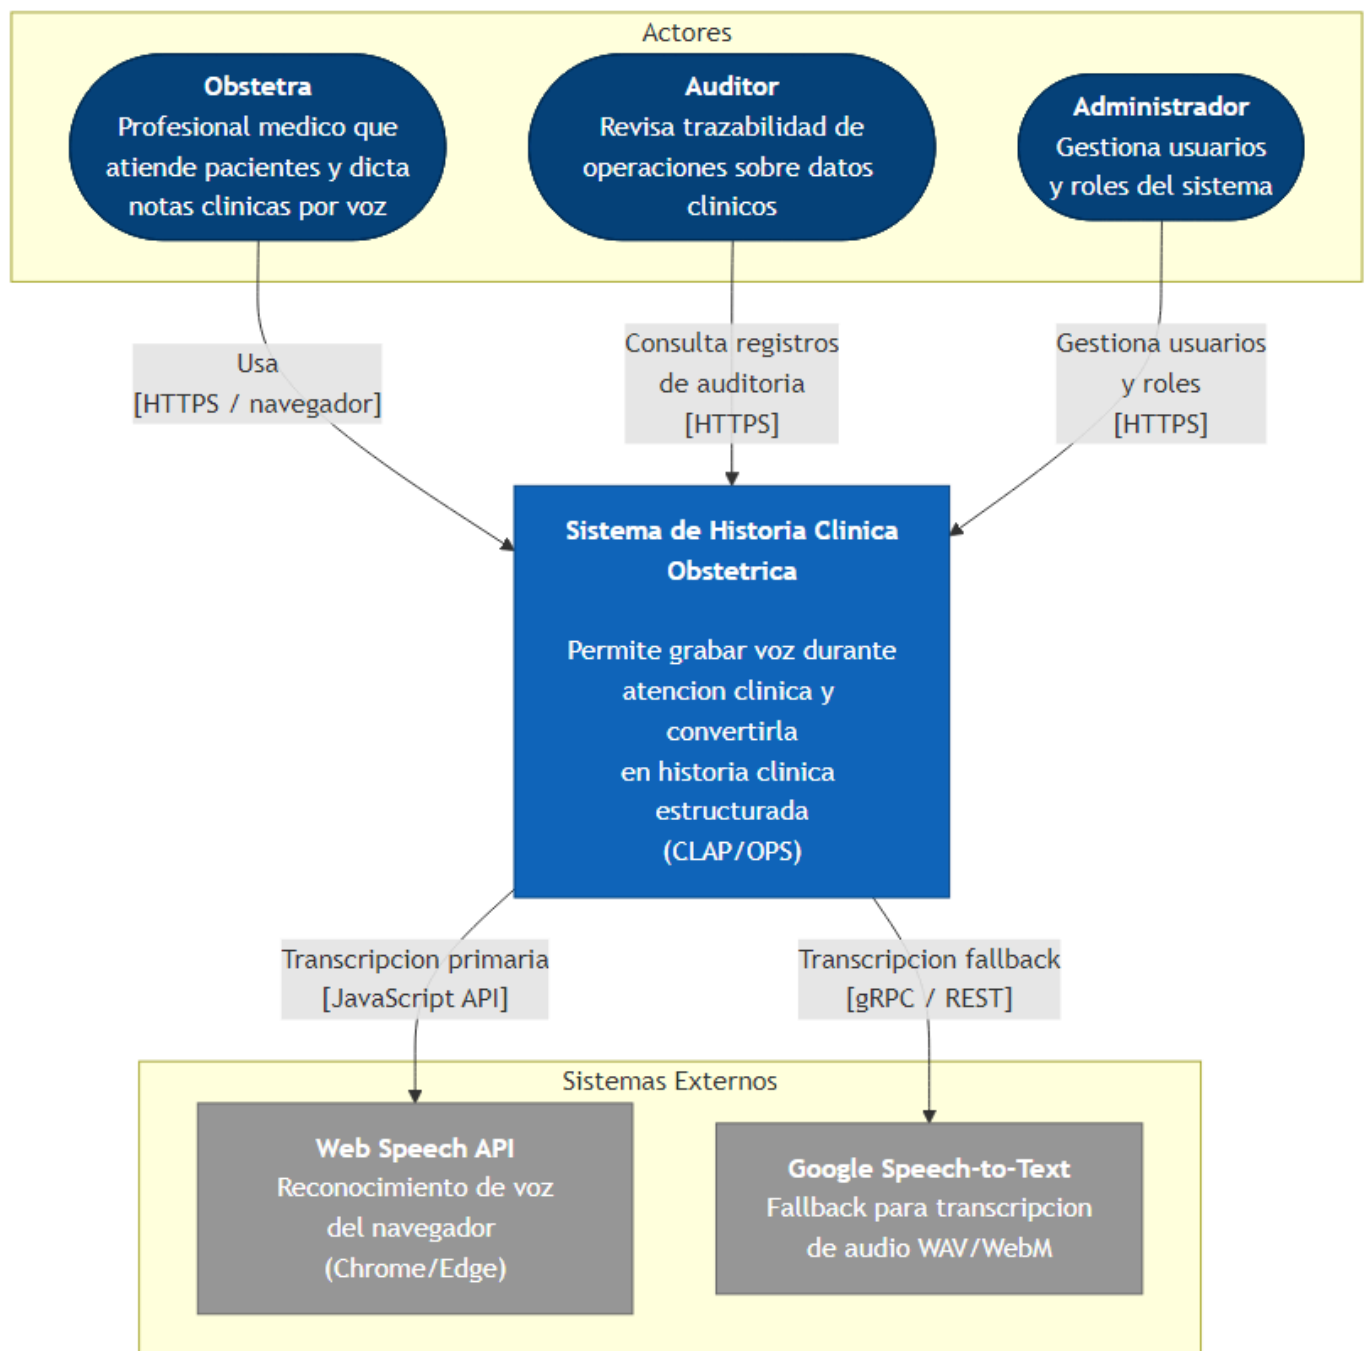 Actores
Obstetra
Profesional medico que
atiende pacientes y dicta
notas clinicas por voz
Auditor
Revisa trazabilidad de
operaciones sobre datos
clinicos
Administrador
Gestiona usuarios
y roles del sistema
Usa
[HTTPS / navegador]
Consulta registros
de auditoria
[HTTPS]
Gestiona usuarios
y roles
[HTTPS]
Sistema de Historia Clinica
Obstetrica
Permite grabar voz durante
atencion clinica y
convertirla
en historia clinica
estructurada
(CLAP/OPS)
Transcripcion primaria
[JavaScript API]
Transcripcion fallback
[gRPC / REST]
Sistemas Externos
Web Speech API
Reconocimiento de voz
del navegador
(Chrome/Edge)
Google Speech-to-Text
Fallback para transcripcion
de audio WAV/WebM